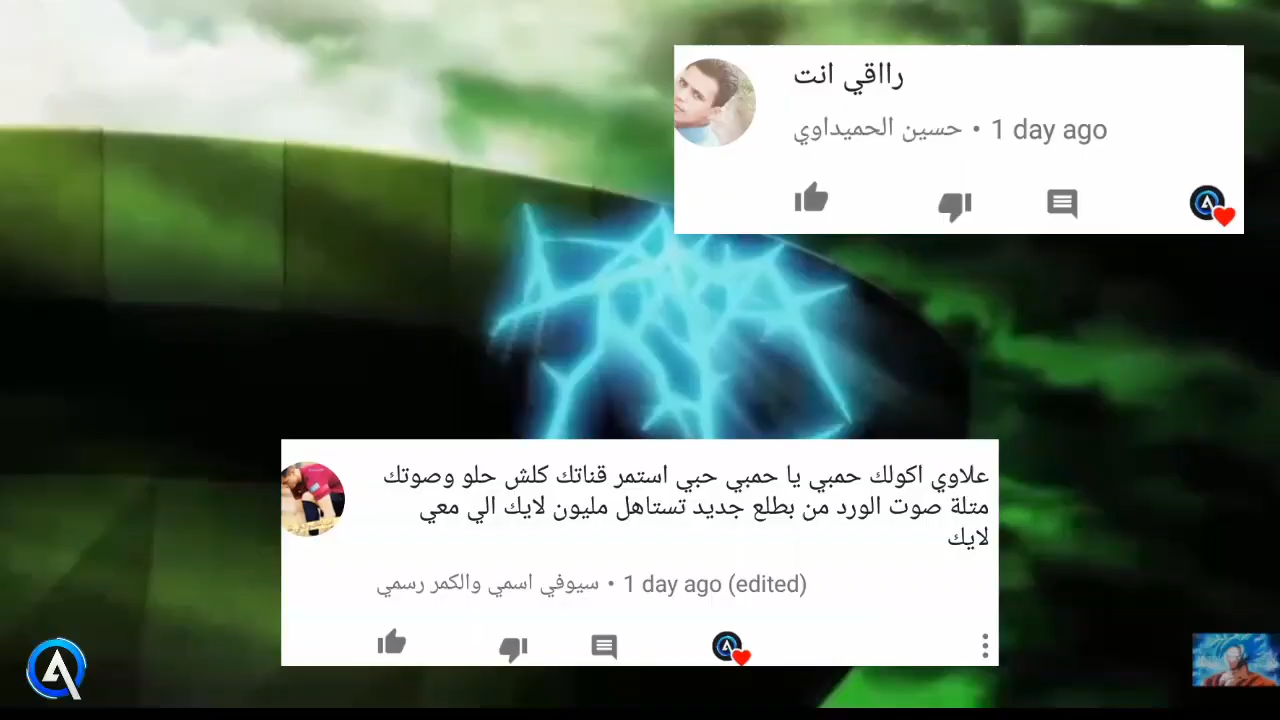 رااقي انت
حسين الحميداوي • 1 day ago
علاوي اكولك حمبي يا حمبي حبي استمر قناتك كلش حلو وصوتك
متلة صوت الورد من بطلع جديد تستاهل مليون لايك الي معي
لايك
سيوفي اسمي والكمر رسمي • 1 day ago (edited)